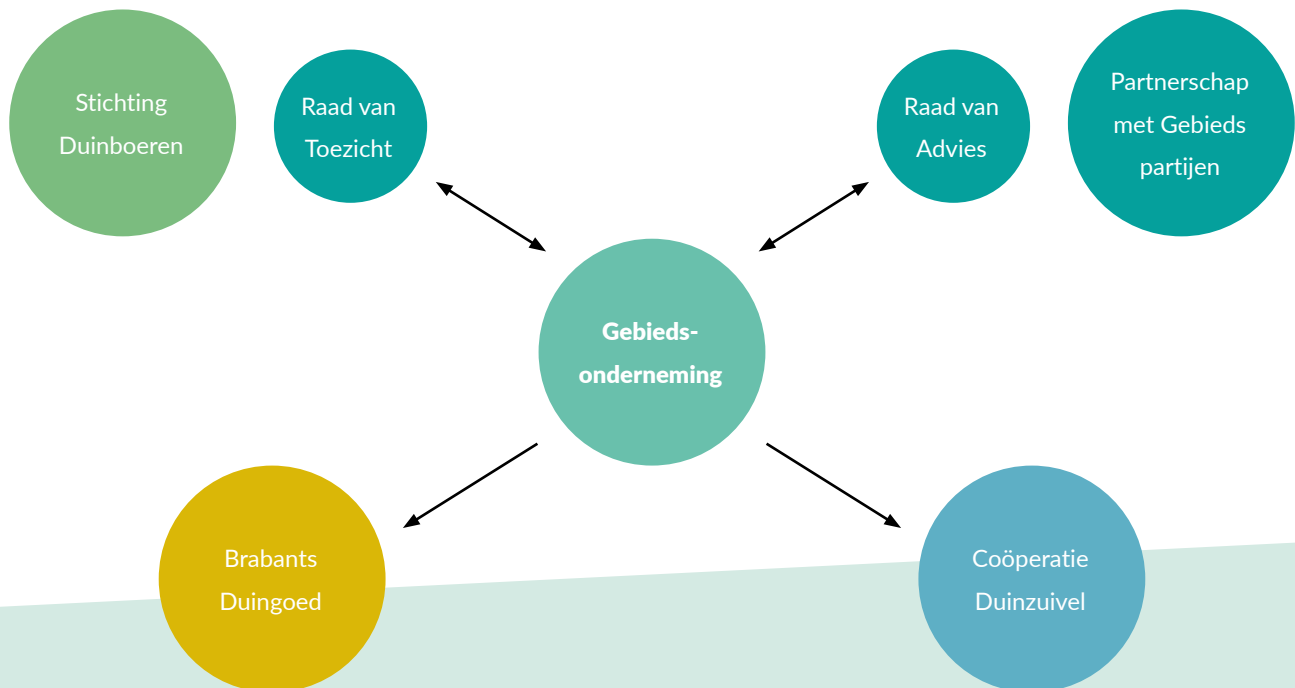 Stichting
Duinboeren
Raad van
Toezicht
Raad van
Advies
Partnerschap
met Gebieds
partijen
Gebieds-
onderneming
Brabants
Duingoed
Coöperatie
Duinzuivel